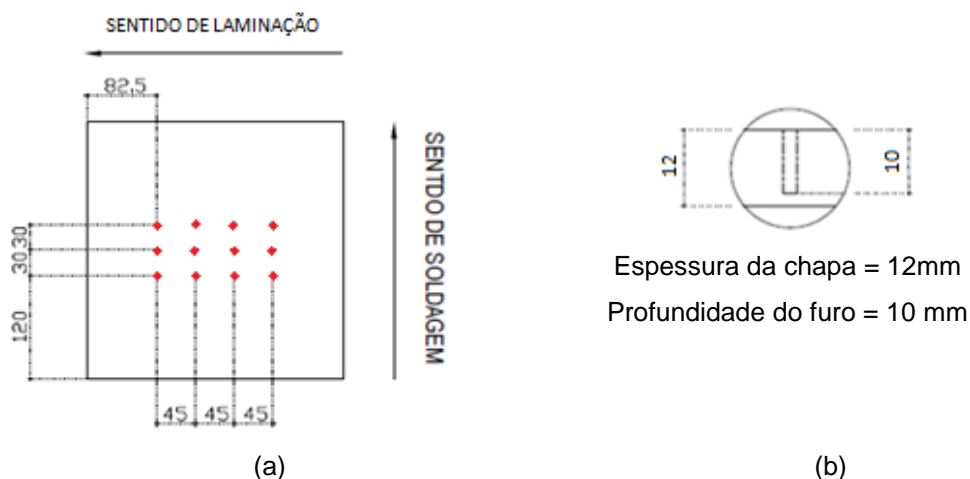 SENTIDO DE LAMINAÇÃO
82,5
SENTIDO DE SOLDAGEM
30
30
120
45
45
45
(a)
12
10
Espessura da chapa = 12mm
Profundidade do furo = 10 mm
(b)